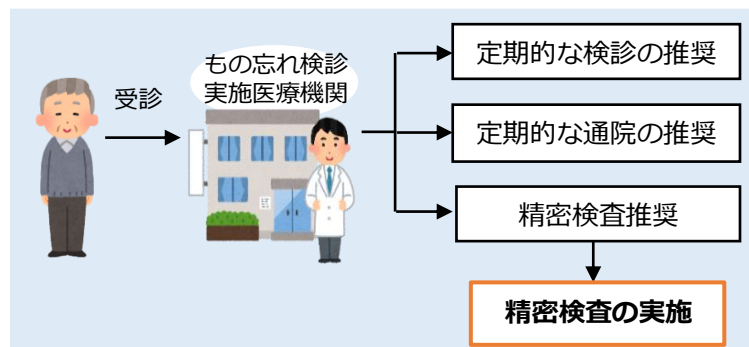 もの忘れ検診
実施医療機関
受診
定期的な検診の推奨
定期的な通院の推奨
精密検査推奨
精密検査の実施